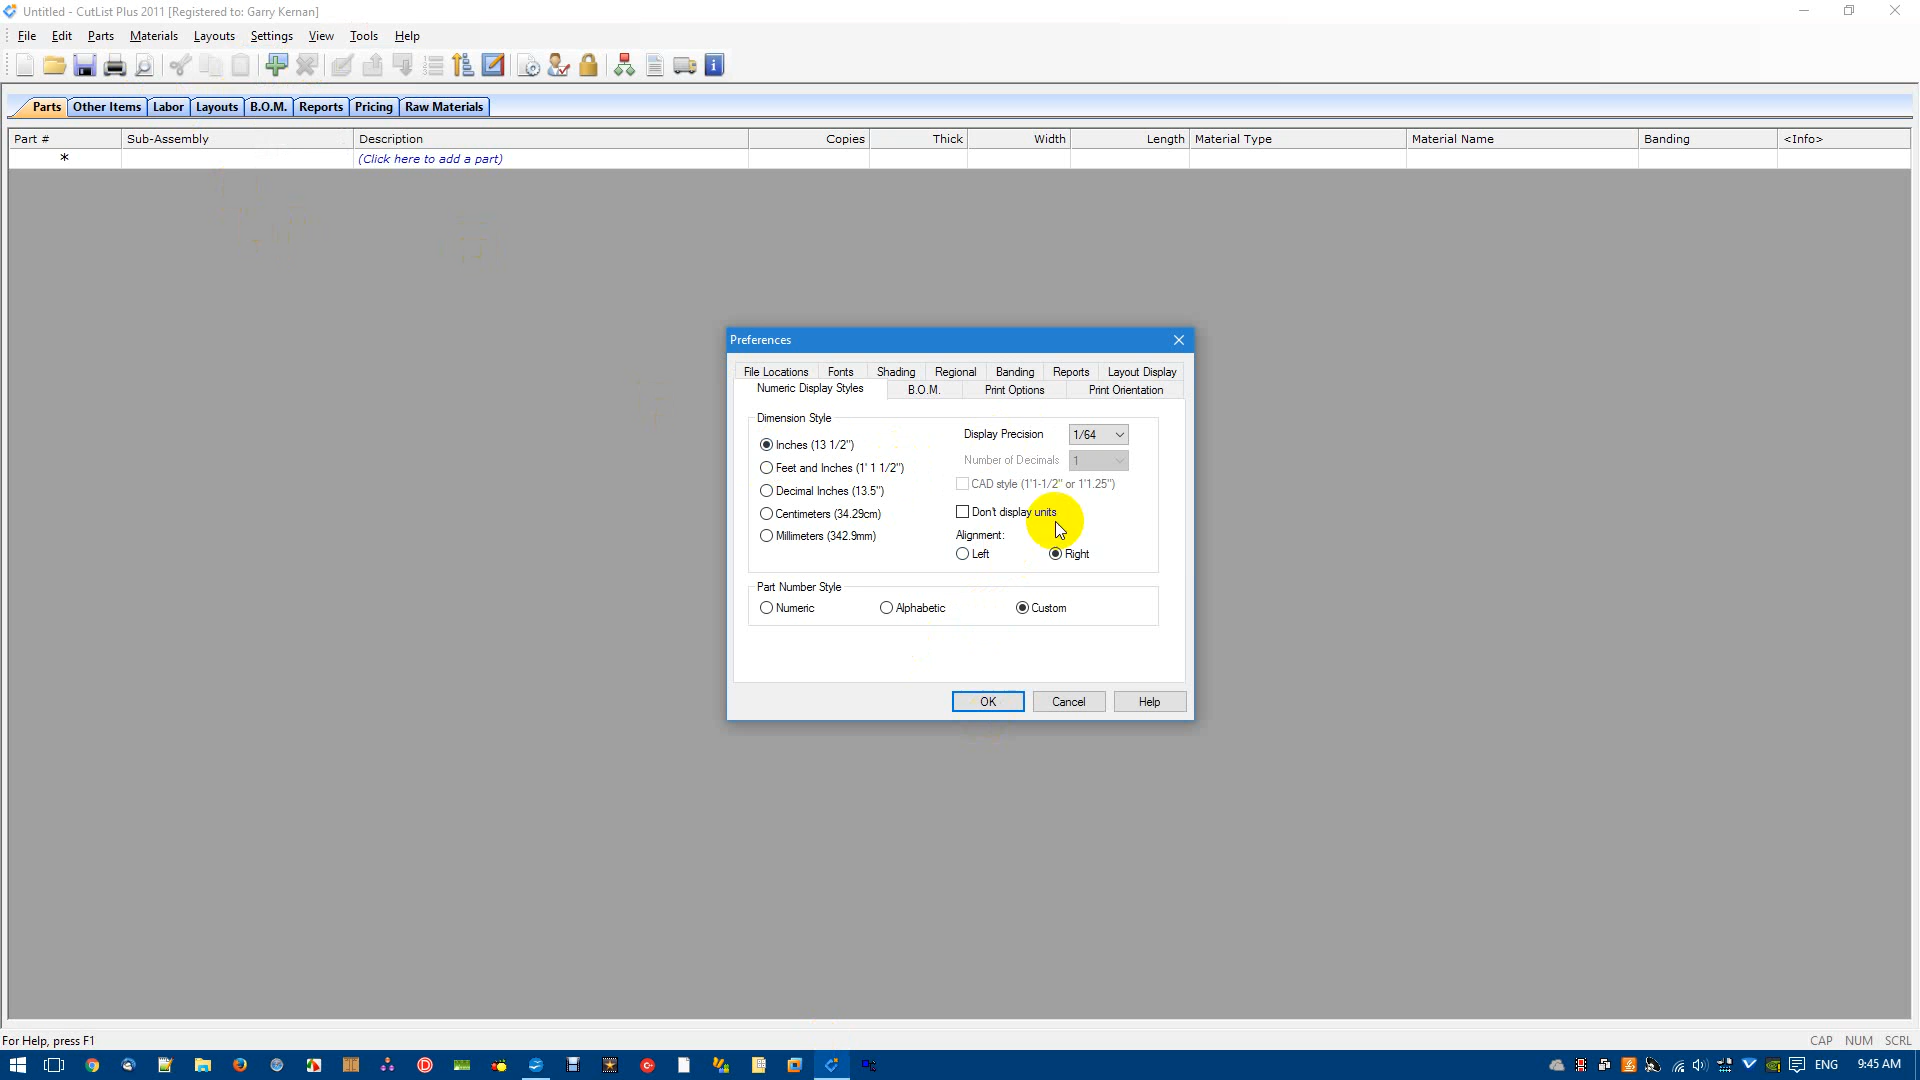 Untitled - CutList Plus 2011 [Registered to: Garry Kernan]
File Edit Parts Materials Layouts Settings View Tools Help
Parts Other Items Labor Layouts B.O.M. Reports Pricing Raw Materials
Part # Sub-Assembly Description Copies Thick Width Length Material Type Material Name Banding <Info>
* (Click here to add a part)
Preferences
File Locations Fonts Shading Regional Banding Reports Layout Display
Numeric Display Styles B.O.M. Print Options Print Orientation
Dimension Style
Display Precision 1/64
Inches (13 1/2")
Number of Decimals 1
Feet and Inches (1' 1 1/2")
CAD style (1'1-1/2" or 1'1.25")
Decimal Inches (13.5")
Don't display units
Centimeters (34.29cm)
Alignment:
Millimeters (342.9mm)
Left Right
Part Number Style
Numeric Alphabetic Custom
OK Cancel Help
For Help, press F1
CAP NUM SCRL
ENG 9:45 AM